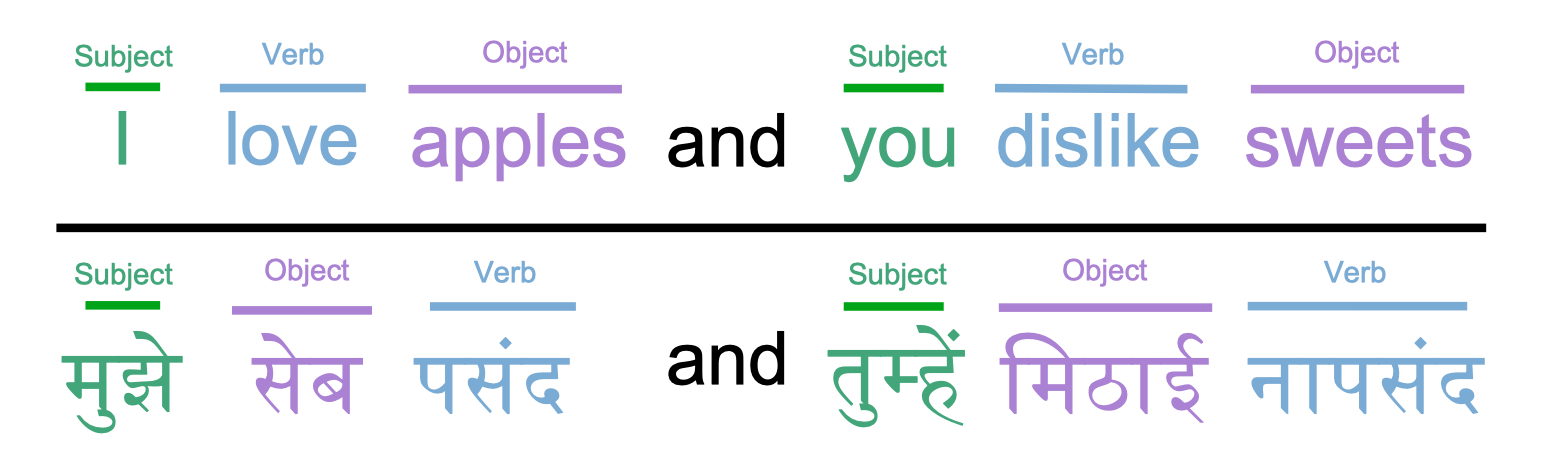 Subject Verb Object Subject Verb Object
I love apples and you dislike sweets
Subject Object Verb Subject Object Verb
मुझे सेब पसंद and तुम्हें मिठाई नापसंद